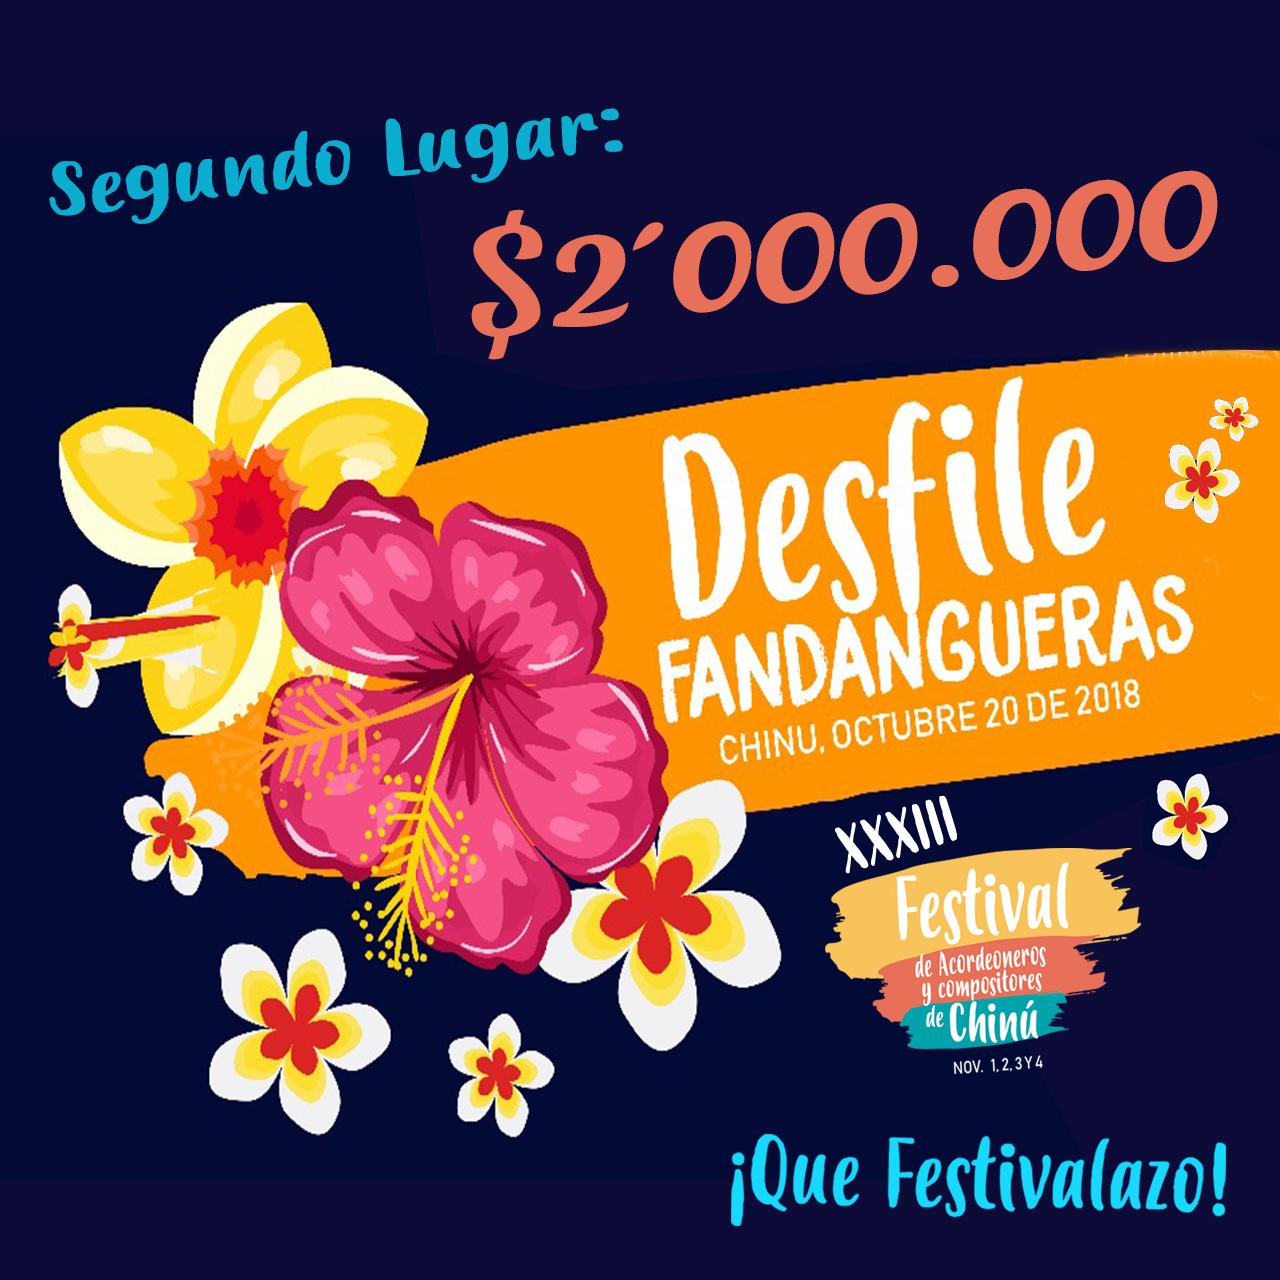 Segundo Lugar:
$2´000.000
Desfile
FANDANGUERAS
CHINU, OCTUBRE 20 DE 2018
XXXIII
Festival
de Acordeoneros
y compositores
de Chinú
NOV. 1,2,3 Y 4
¡Que Festivalazo!